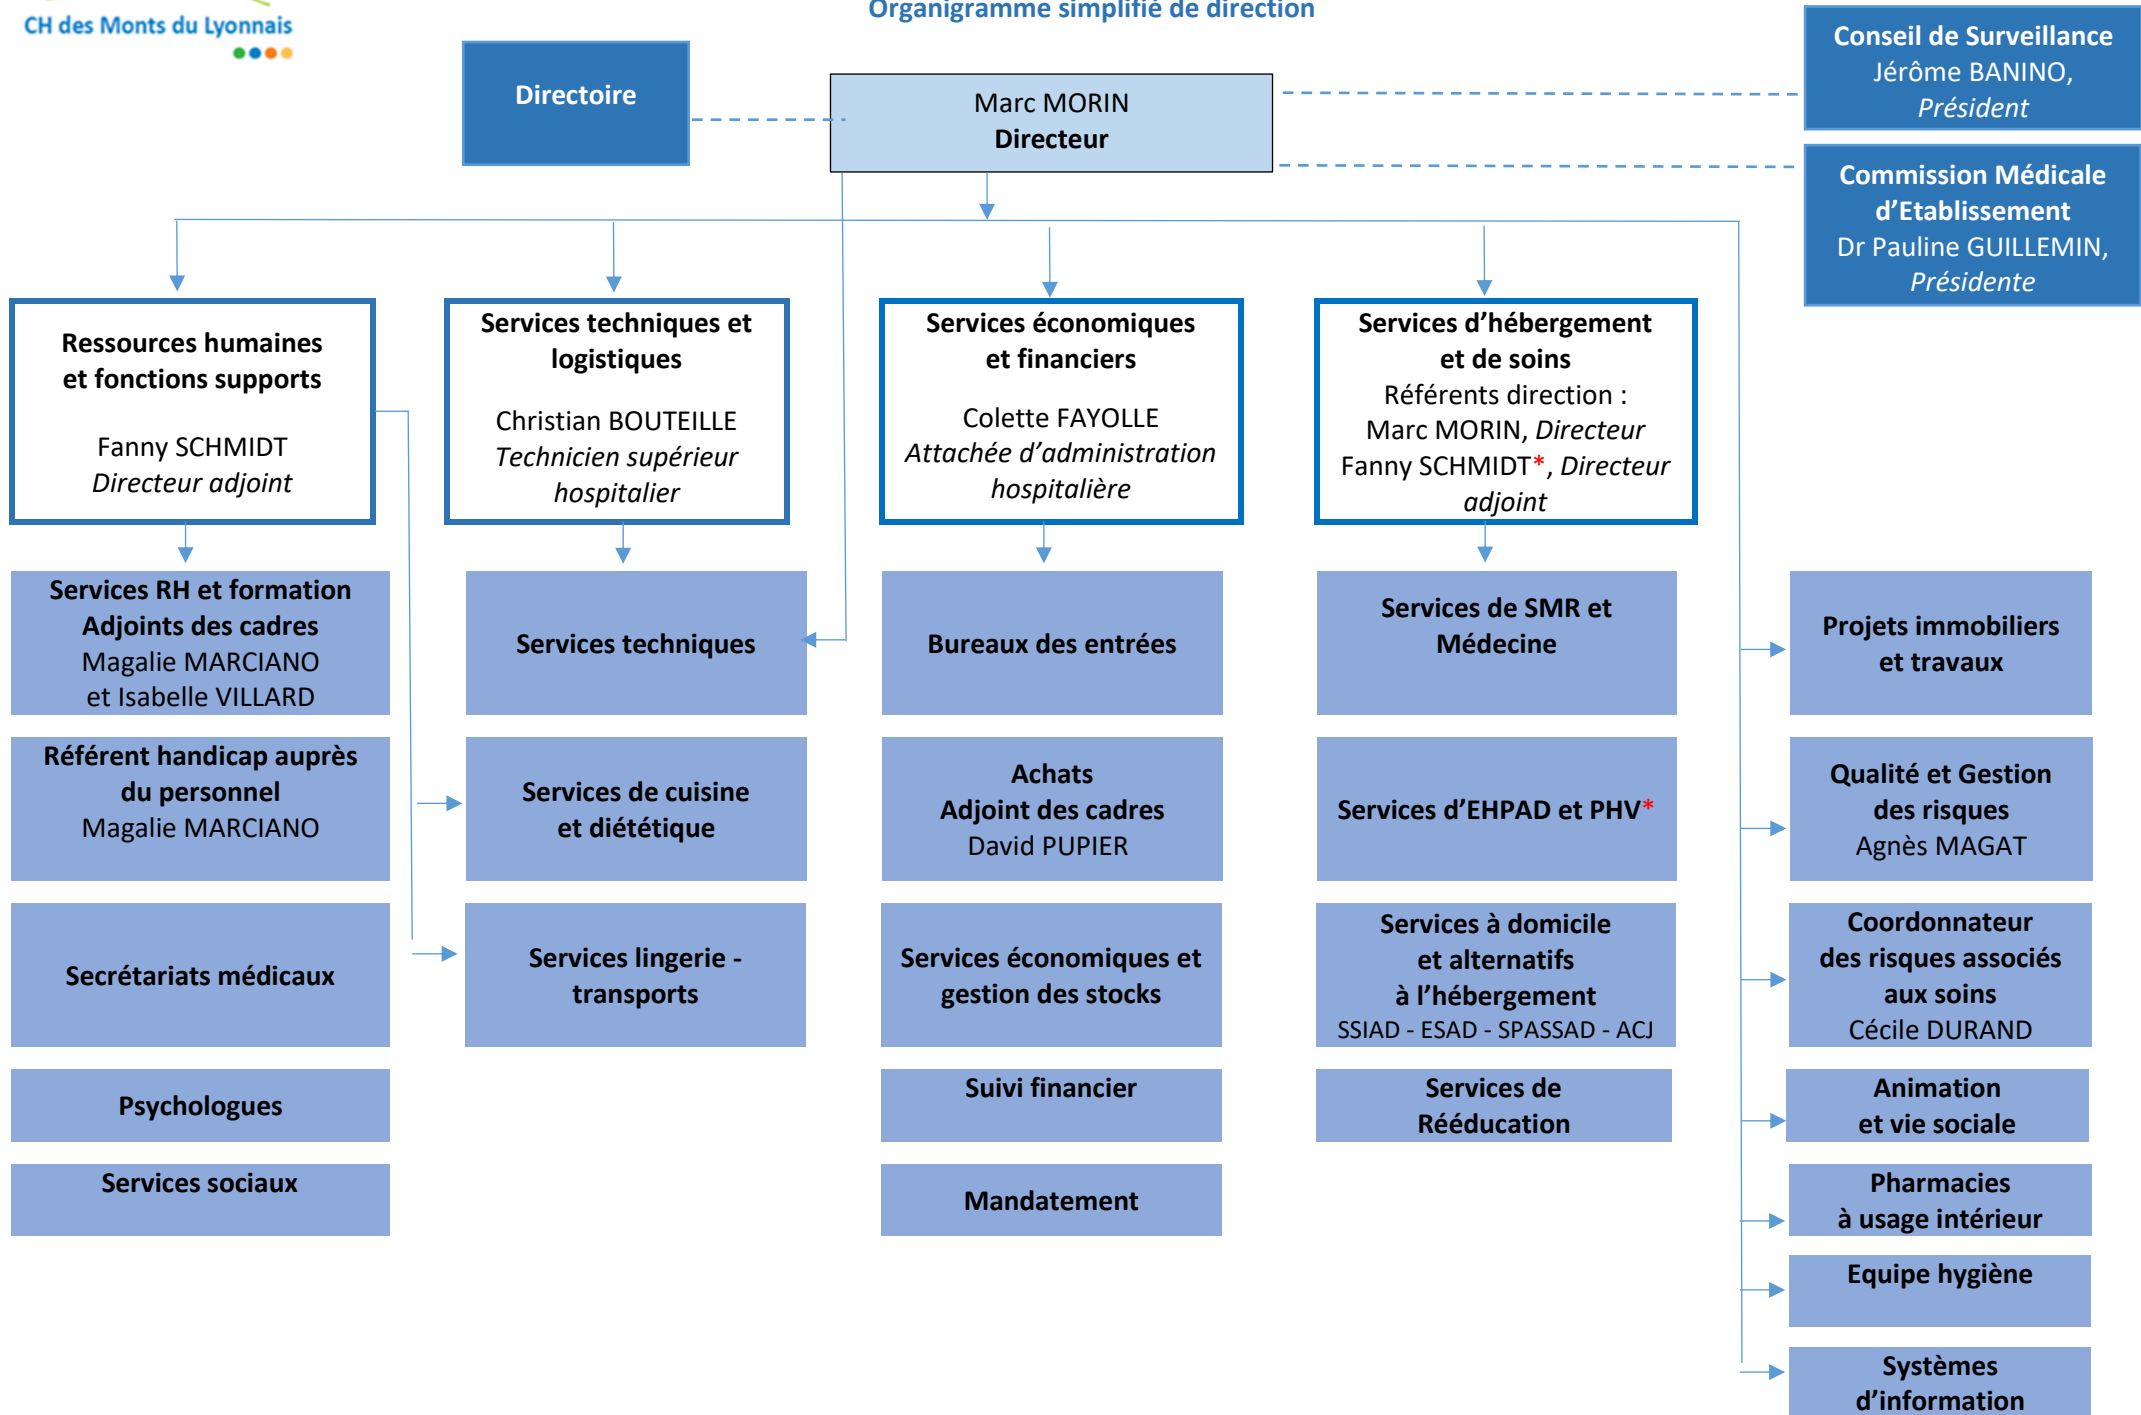 CH des Monts du Lyonnais
Organigramme simplifié de direction
Directoire
Marc MORIN
Directeur
Conseil de Surveillance
Jérôme BANINO,
Président
Commission Médicale
d'Etablissement
Dr Pauline GUILLEMIN,
Présidente
Ressources humaines
et fonctions supports
Fanny SCHMIDT
Directeur adjoint
Services techniques et
logistiques
Christian BOUTEILLE
Technicien supérieur
hospitalier
Services économiques
et financiers
Colette FAYOLLE
Attachée d'administration
hospitalière
Services d'hébergement
et de soins
Référents direction :
Marc MORIN, Directeur
Fanny SCHMIDT*, Directeur
adjoint
Services RH et formation
Adjoints des cadres
Magalie MARCIANO
et Isabelle VILLARD
Services techniques
Bureaux des entrées
Services de SMR et
Médecine
Projets immobiliers
et travaux
Référent handicap auprès
du personnel
Magalie MARCIANO
Services de cuisine
et diététique
Achats
Adjoint des cadres
David PUPIER
Services d'EHPAD et PHV*
Qualité et Gestion
des risques
Agnès MAGAT
Secrétariats médicaux
Services lingerie -
transports
Services économiques et
gestion des stocks
Services à domicile
et alternatifs
à l'hébergement
SSIAD - ESAD - SPASSAD - ACJ
Coordonnateur
des risques associés
aux soins
Cécile DURAND
Psychologues
Suivi financier
Services de
Rééducation
Animation
et vie sociale
Services sociaux
Mandatement
Pharmacies
à usage intérieur
Equipe hygiène
Systèmes
d'information